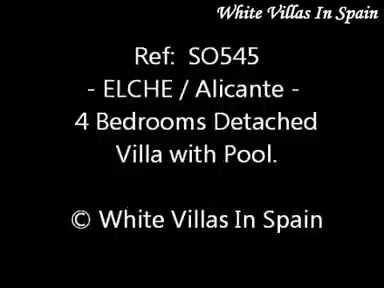 White Villas In Spain
Ref:  SO545
- ELCHE / Alicante -
4 Bedrooms Detached
Villa with Pool.
© White Villas In Spain